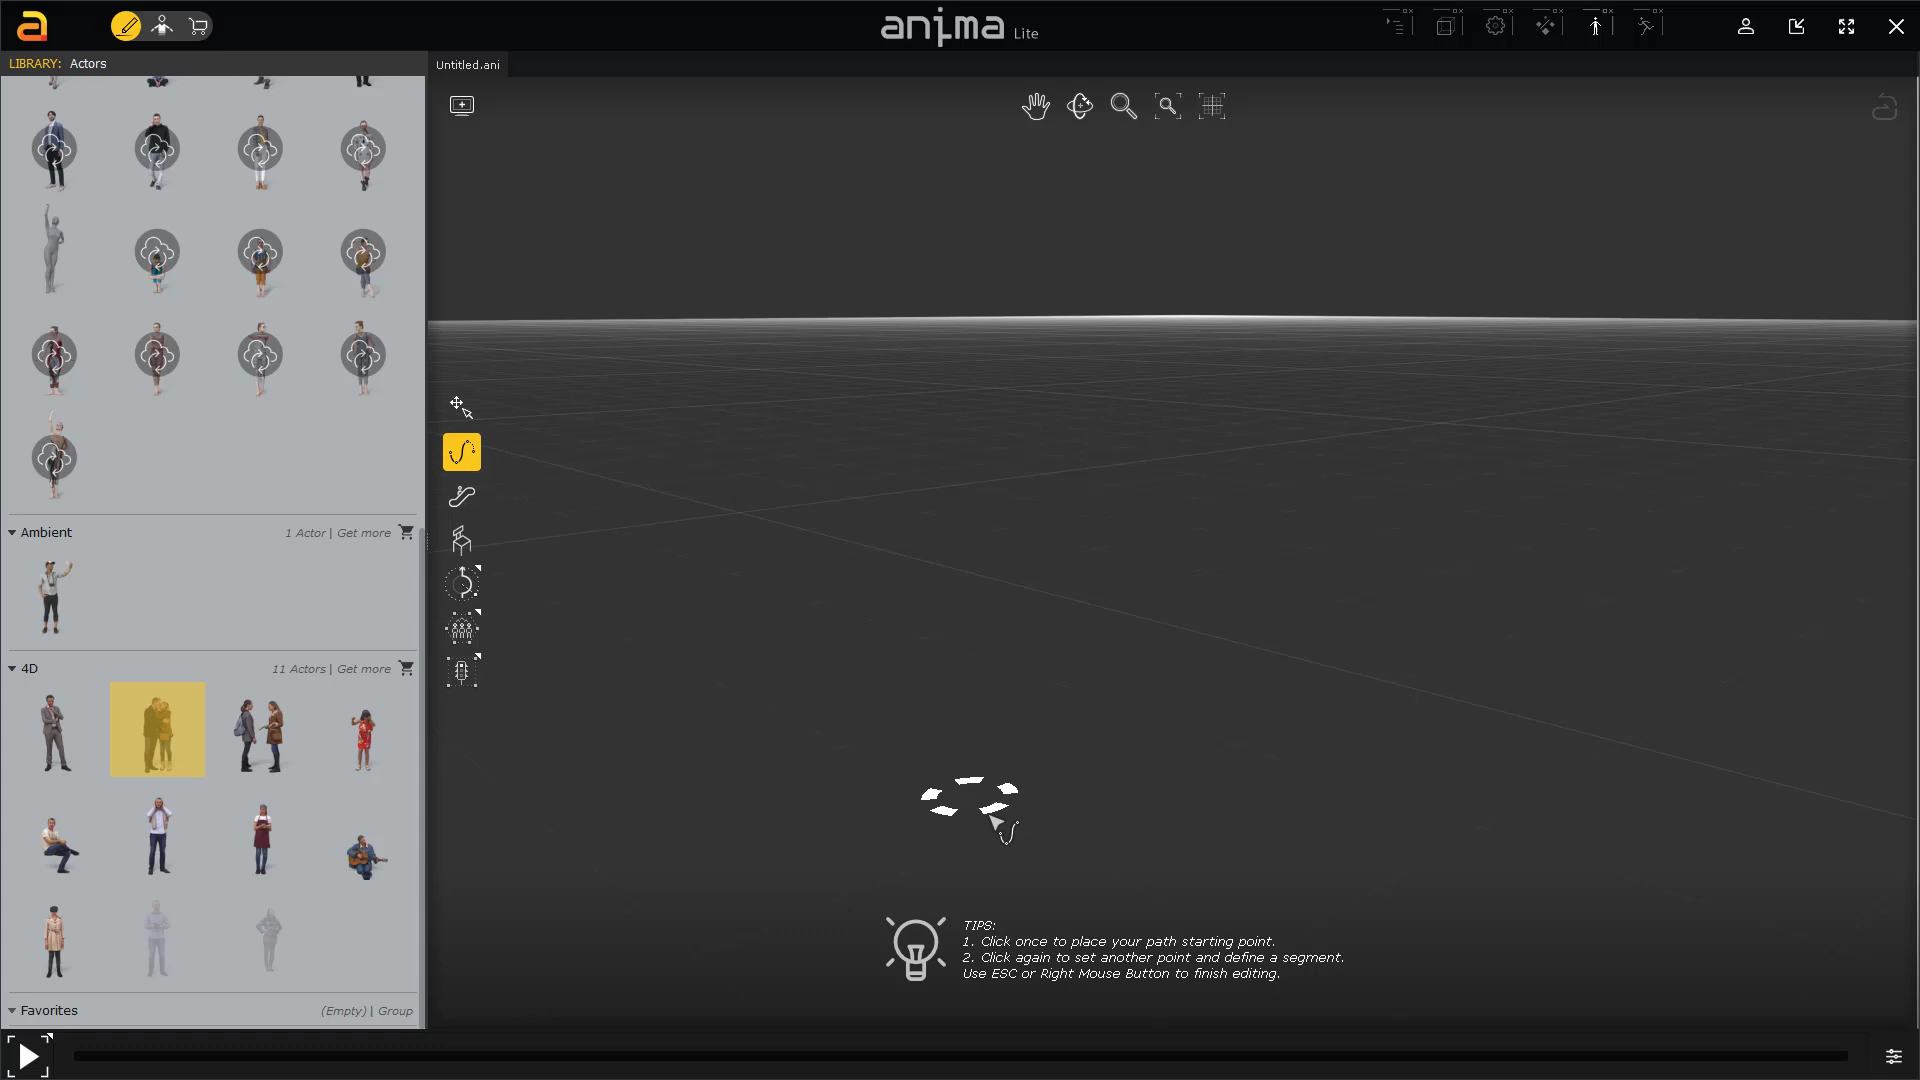 anima Lite
LIBRARY: Actors
Untitled.ani
Ambient
1 Actor | Get more
4D
11 Actors | Get more
Favorites
(Empty) | Group
TIPS:
1. Click once to place your path starting point.
2. Click again to set another point and define a segment.
Use ESC or Right Mouse Button to finish editing.